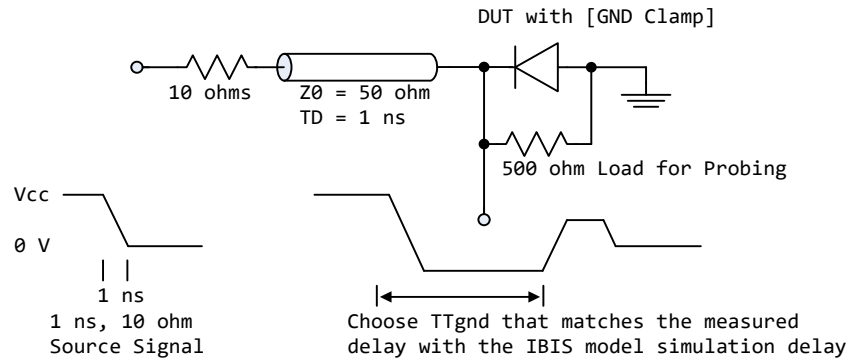 DUT with [GND Clamp]
10 ohms
Z0 = 50 ohm
TD = 1 ns
500 ohm Load for Probing
Vcc
0 V
1 ns
1 ns, 10 ohm
Source Signal
Choose TTgnd that matches the measured
delay with the IBIS model simulation delay